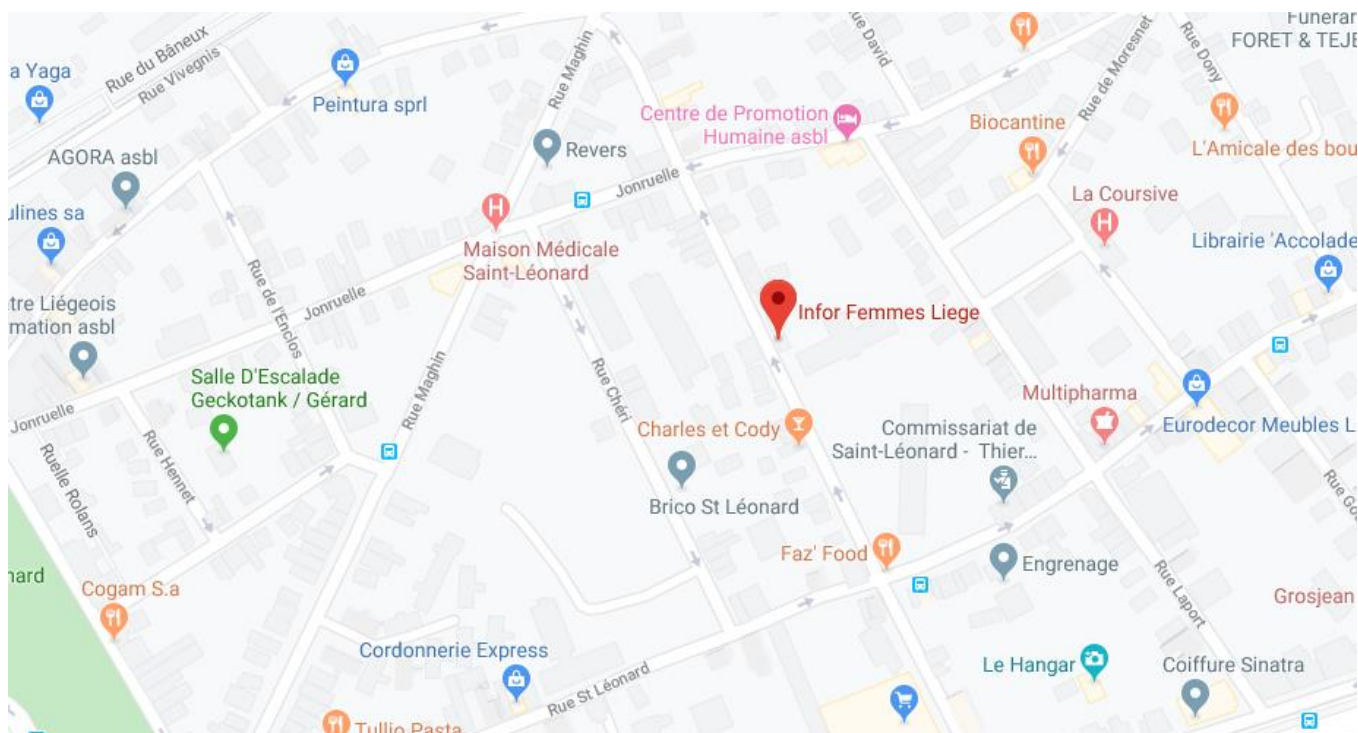 Funérar
FORET & TEJE
Rue du Bâneux
Rue Vivegnis
Rue Maghin
Rue David
Rue de Moresnet
Rue Dony
a Yaga
Peintura sprl
Centre de Promotion
Humaine asbl
Biocantine
L'Amicale des bou
AGORA asbl
Revers
Jonruelle
La Coursive
ulines sa
Maison Médicale
Saint-Léonard
Librairie 'Accolade
Rue de l'Enclos
Jonruelle
tre Liégeois
mation asbl
Infor Femmes Liege
Salle D'Escalade
Geckotank / Gérard
Rue Maghin
Rue Chéri
Multipharma
Jonruelle
Charles et Cody
Commissariat de
Saint-Léonard - Thier...
Eurodecor Meubles L
Ruelle Rolans
Rue Hennet
Brico St Léonard
Rue Go
Faz' Food
Engrenage
nard
Cogam S.a
Rue Laport
Grosjean
Cordonnerie Express
Rue St Léonard
Le Hangar
Coiffure Sinatra
Tullio Pasta